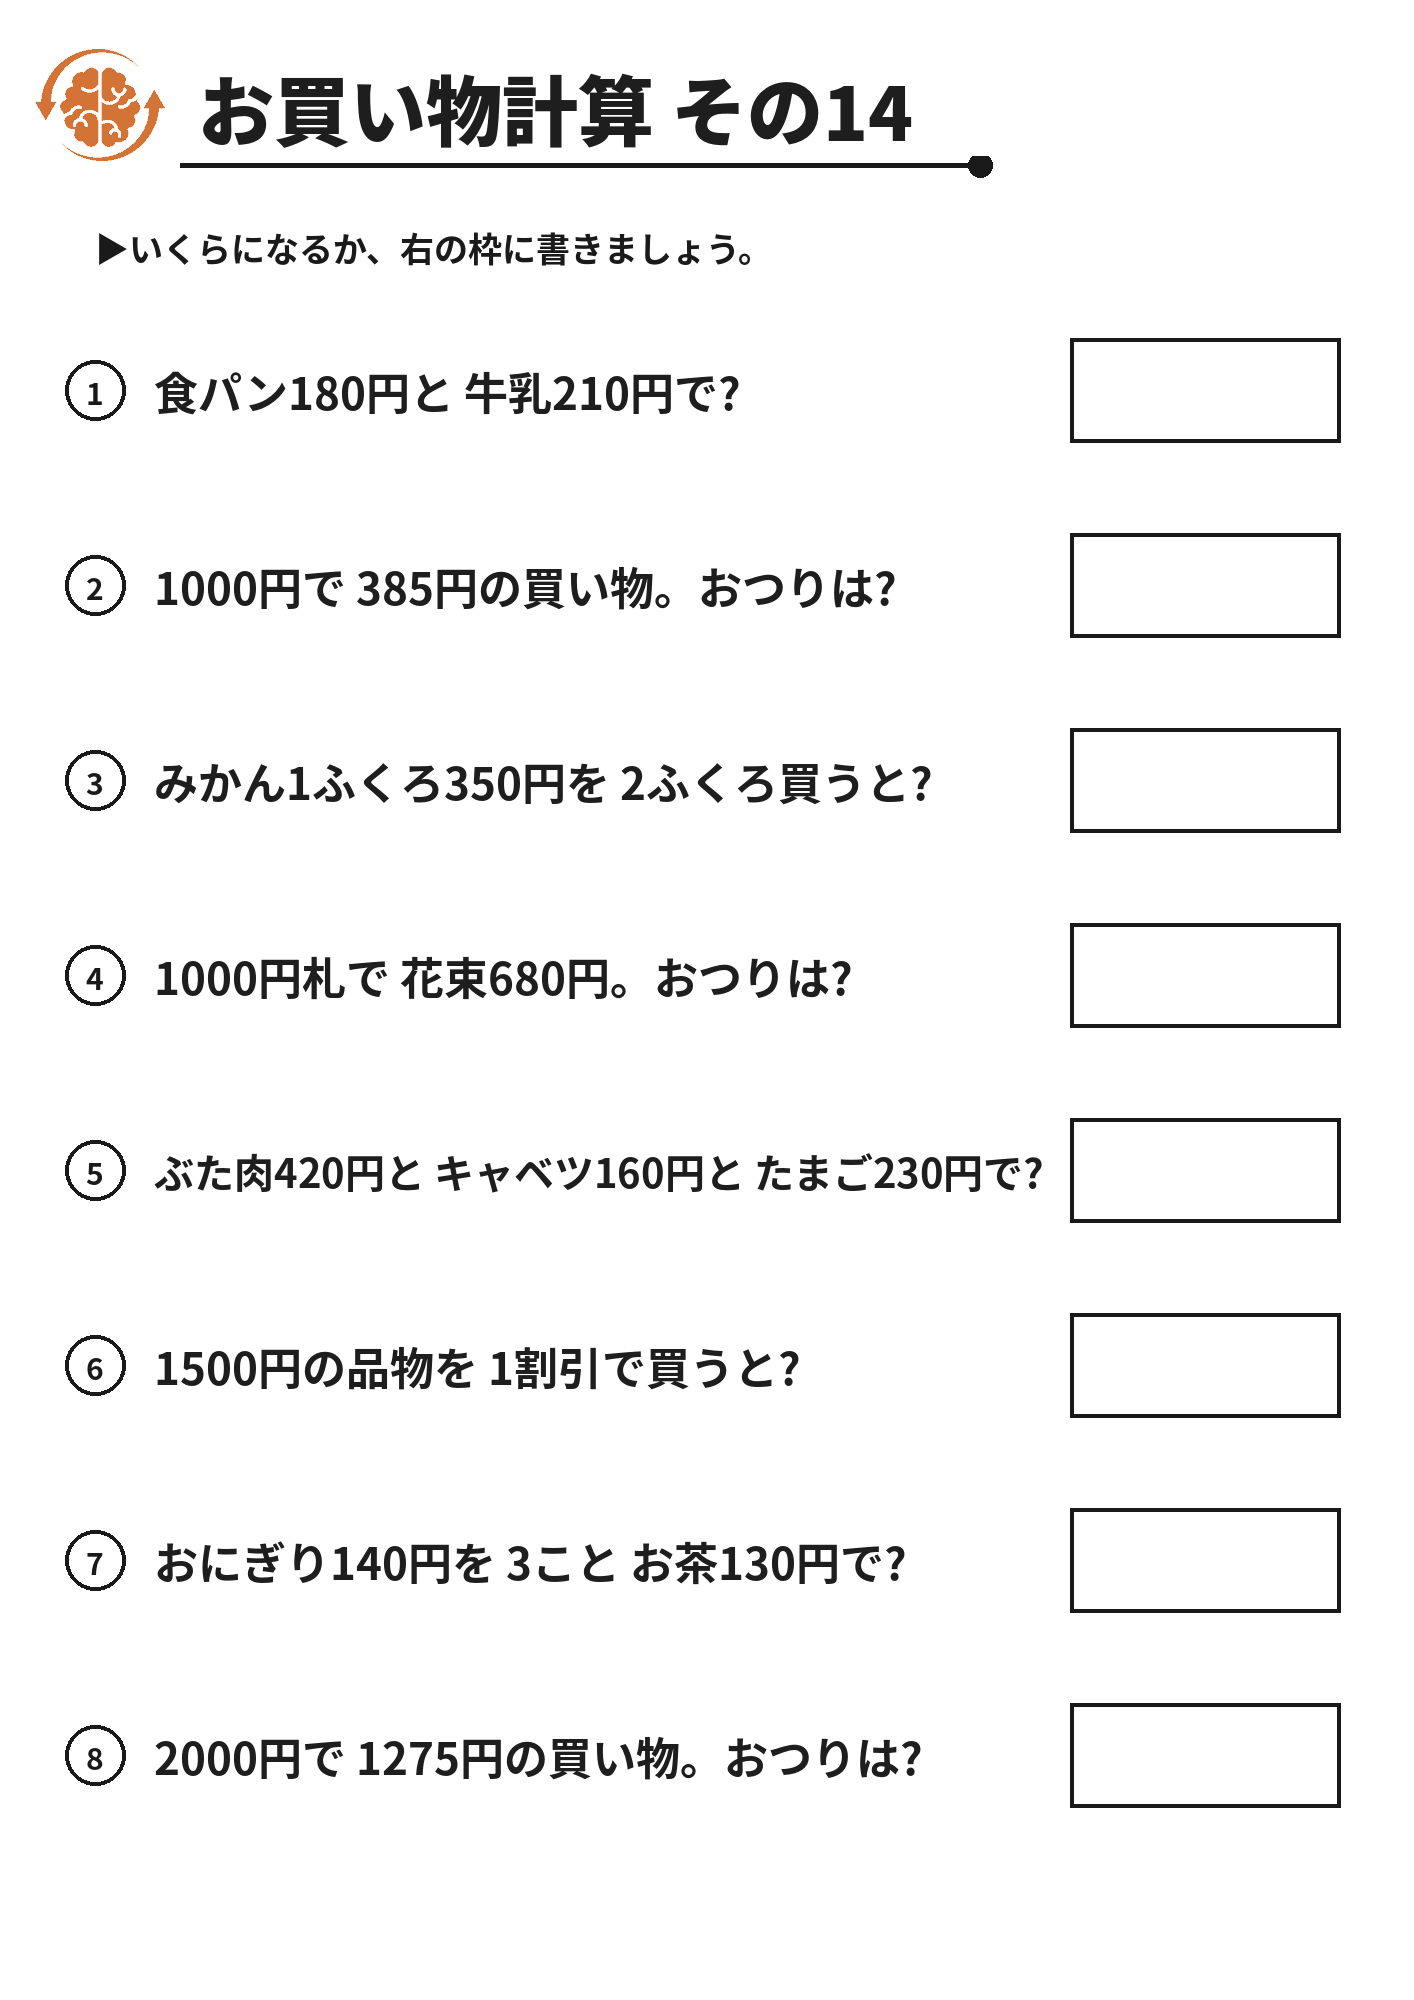 お買い物計算 その14
▶いくらになるか、右の枠に書きましょう。
1 食パン180円と 牛乳210円で?
2 1000円で 385円の買い物。おつりは?
3 みかん1ふくろ350円を 2ふくろ買うと?
4 1000円札で 花束680円。おつりは?
5 ぶた肉420円と キャベツ160円と たまご230円で?
6 1500円の品物を 1割引で買うと?
7 おにぎり140円を 3こと お茶130円で?
8 2000円で 1275円の買い物。おつりは?